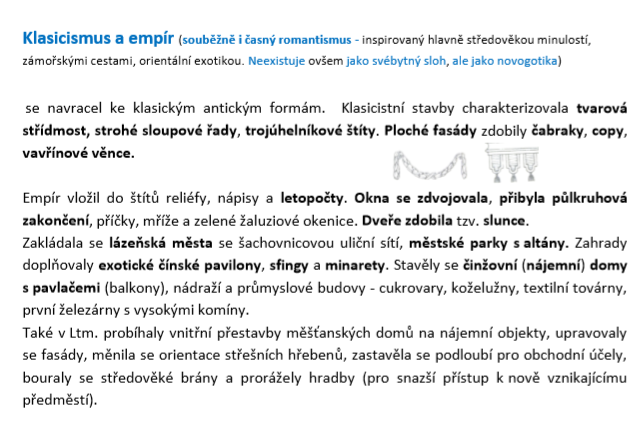 Klasicismus a empír (souběžně i časný romantismus - inspirovaný hlavně středověkou minulostí,
zámořskými cestami, orientální exotikou. Neexistuje ovšem jako svébytný sloh, ale jako novogotika)
se navracel ke klasickým antickým formám. Klasicistní stavby charakterizovala tvarová
střídmost, strohé sloupové řady, trojúhelníkové štíty. Ploché fasády zdobily čabraky, copy,
vavřínové věnce.
Empír vložil do štítů reliéfy, nápisy a letopočty. Okna se zdvojovala, přibyla půlkruhová
zakončení, příčky, mříže a zelené žaluziové okenice. Dveře zdobila tzv. slunce.
Zakládala se lázeňská města se šachovnicovou uliční sítí, městské parky s altány. Zahrady
doplňovaly exotické čínské pavilony, sfingy a minarety. Stavěly se činžovní (nájemní) domy
s pavlačemi (balkony), nádraží a průmyslové budovy - cukrovary, koželužny, textilní továrny,
první železárny s vysokými komíny.
Také v Ltm. probíhaly vnitřní přestavby měšťanských domů na nájemní objekty, upravovaly
se fasády, měnila se orientace střešních hřebenů, zastavěla se podloubí pro obchodní účely,
bouraly se středověké brány a prorážely hradby (pro snazší přístup k nově vznikajícímu
předměstí).